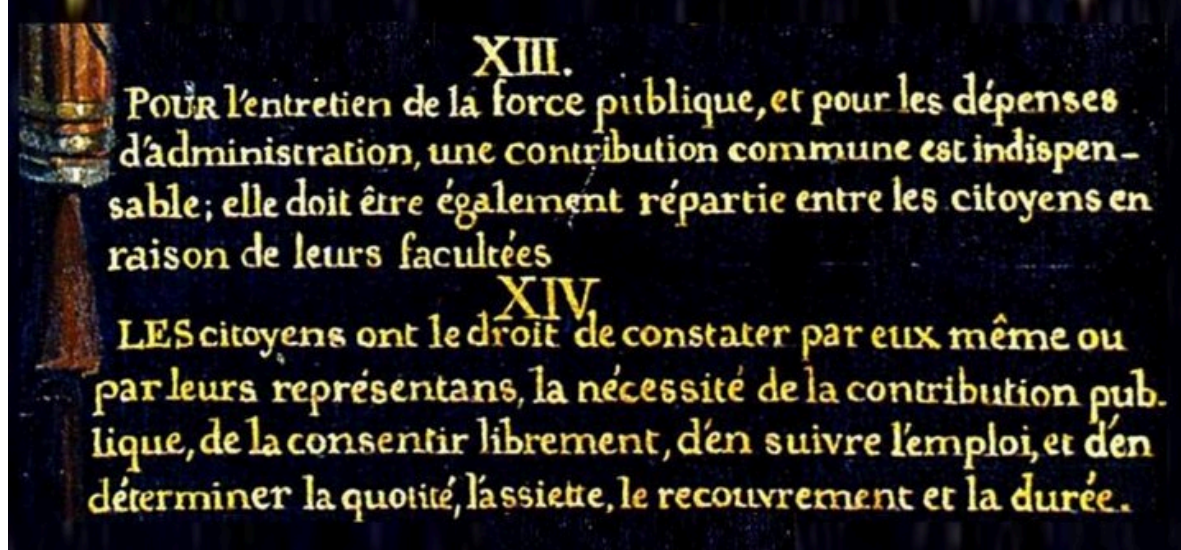 XIII.
POUR l'entretien de la force publique, et pour les dépenses
d'administration, une contribution commune est indispen-
sable; elle doit être également répartie entre les citoyens en
raison de leurs facultées
XIV
LES citoyens ont le droit de constater par eux même ou
par leurs représentans, la nécessité de la contribution pub-
lique, de la consentir librement, d'en suivre l'emploi, et d'en
déterminer la quotité, l'assiette, le recouvrement et la durée.